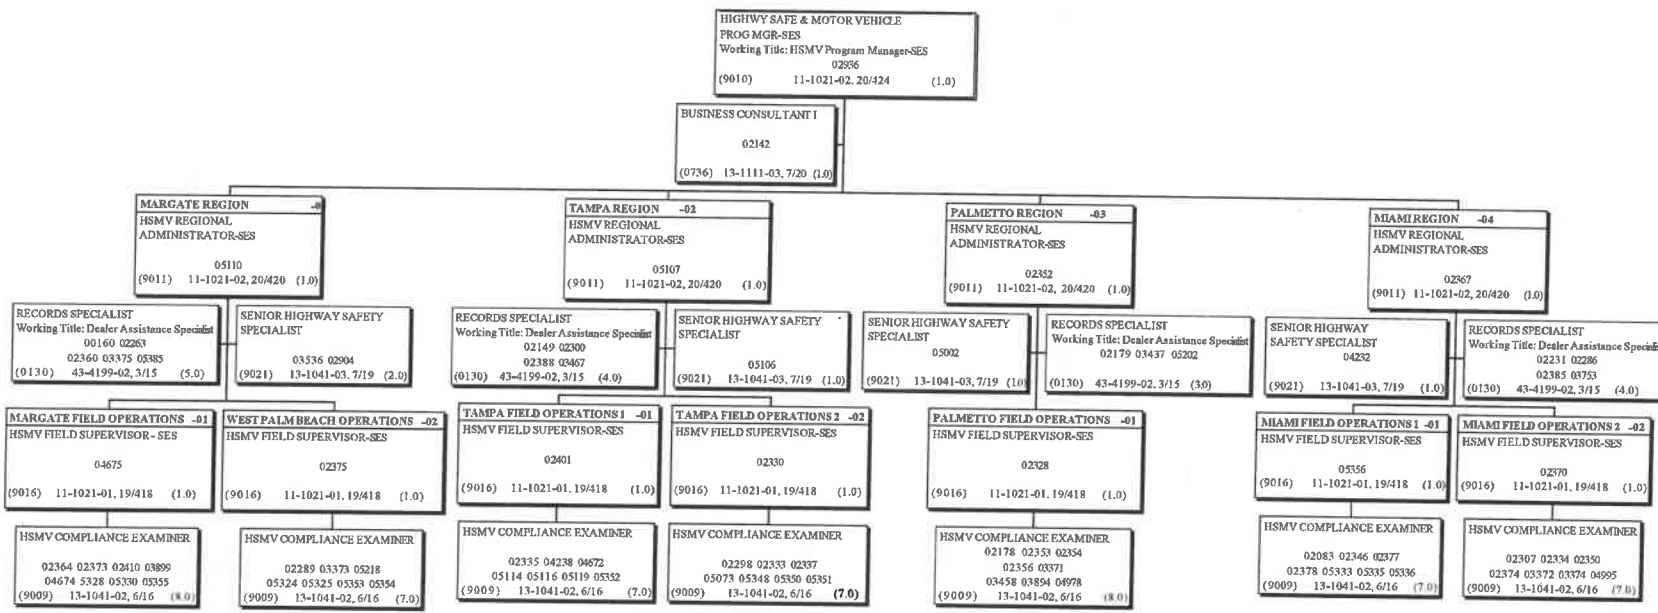 HIGHWY SAFE & MOTOR VEHICLE
PROG MGR-SES
Working Title: HSMV Program Manager-SES
02936
(9010) 11-1021-02, 20/424 (1.0)
BUSINESS CONSULTANT I
02142
(0736) 13-1111-03, 7/20 (1.0)
MARGATE REGION -0
HSMV REGIONAL
ADMINISTRATOR-SES
05110
(9011) 11-1021-02, 20/420 (1.0)
TAMPA REGION -02
HSMV REGIONAL
ADMINISTRATOR-SES
05107
(9011) 11-1021-02, 20/420 (1.0)
PALMETTO REGION -03
HSMV REGIONAL
ADMINISTRATOR-SES
02352
(9011) 11-1021-02, 20/420 (1.0)
MIAMI REGION -04
HSMV REGIONAL
ADMINISTRATOR-SES
02367
(9011) 11-1021-02, 20/420 (1.0)
RECORDS SPECIALIST
Working Title: Dealer Assistance Specialist
00160 02263
02360 03375 05385
(0130) 43-4199-02, 3/15 (5.0)
SENIOR HIGHWAY SAFETY
SPECIALIST
03536 02904
(9021) 13-1041-03, 7/19 (2.0)
RECORDS SPECIALIST
Working Title: Dealer Assistance Specialist
02149 02300
02388 03467
(0130) 43-4199-02, 3/15 (4.0)
SENIOR HIGHWAY SAFETY
SPECIALIST
05106
(9021) 13-1041-03, 7/19 (1.0)
SENIOR HIGHWAY SAFETY
SPECIALIST
05002
(9021) 13-1041-03, 7/19 (1.0)
RECORDS SPECIALIST
Working Title: Dealer Assistance Specialist
02179 03437 05202
(0130) 43-4199-02, 3/15 (3.0)
SENIOR HIGHWAY
SAFETY SPECIALIST
04232
(9021) 13-1041-03, 7/19 (1.0)
RECORDS SPECIALIST
Working Title: Dealer Assistance Specialist
02231 02286
02385 03753
(0130) 43-4199-02, 3/15 (4.0)
MARGATE FIELD OPERATIONS -01
HSMV FIELD SUPERVISOR- SES
04675
(9016) 11-1021-01, 19/418 (1.0)
WEST PALM BEACH OPERATIONS -02
HSMV FIELD SUPERVISOR-SES
02375
(9016) 11-1021-01, 19/418 (1.0)
TAMPA FIELD OPERATIONS 1 -01
HSMV FIELD SUPERVISOR-SES
02401
(9016) 11-1021-01, 19/418 (1.0)
TAMPA FIELD OPERATIONS 2 -02
HSMV FIELD SUPERVISOR-SES
02330
(9016) 11-1021-01, 19/418 (1.0)
PALMETTO FIELD OPERATIONS -01
HSMV FIELD SUPERVISOR-SES
02328
(9016) 11-1021-01, 19/418 (1.0)
MIAMI FIELD OPERATIONS 1 -01
HSMV FIELD SUPERVISOR-SES
05356
(9016) 11-1021-01, 19/418 (1.0)
MIAMI FIELD OPERATIONS 2 -02
HSMV FIELD SUPERVISOR-SES
02370
(9016) 11-1021-01, 19/418 (1.0)
HSMV COMPLIANCE EXAMINER
02364 02373 02410 03899
04674 5328 05330 05355
(9009) 13-1041-02, 6/16 (8.0)
HSMV COMPLIANCE EXAMINER
02289 03373 05218
05324 05325 05353 05354
(9009) 13-1041-02, 6/16 (7.0)
HSMV COMPLIANCE EXAMINER
02335 04238 04672
05114 05116 05119 05352
(9009) 13-1041-02, 6/16 (7.0)
HSMV COMPLIANCE EXAMINER
02298 02333 02337
05073 05348 05350 05351
(9009) 13-1041-02, 6/16 (7.0)
HSMV COMPLIANCE EXAMINER
02178 02353 02354
02356 03371
03458 03894 04978
(9009) 13-1041-02, 6/16 (8.0)
HSMV COMPLIANCE EXAMINER
02083 02346 02377
02378 05333 05335 05336
(9009) 13-1041-02, 6/16 (7.0)
HSMV COMPLIANCE EXAMINER
02307 02334 02350
02374 03372 03374 04995
(9009) 13-1041-02, 6/16 (7.0)